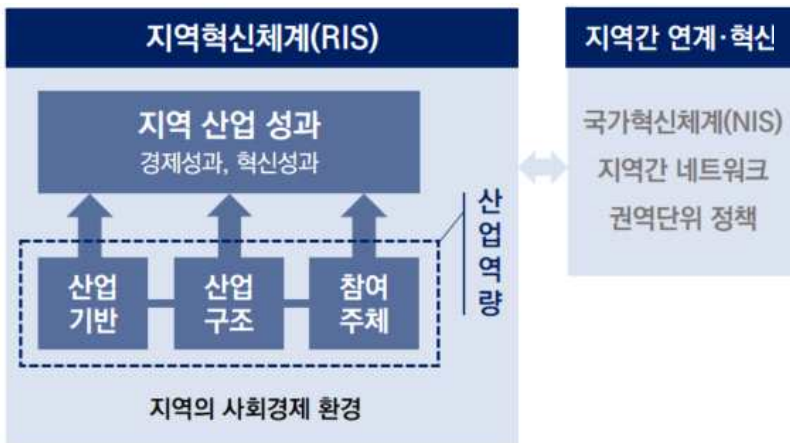 지역혁신체계(RIS)
지역 산업 성과
경제성과, 혁신성과
산업역량
산업
기반
산업
구조
참여
주체
지역의 사회경제 환경
지역간 연계·혁신
국가혁신체계(NIS)
지역간 네트워크
권역단위 정책